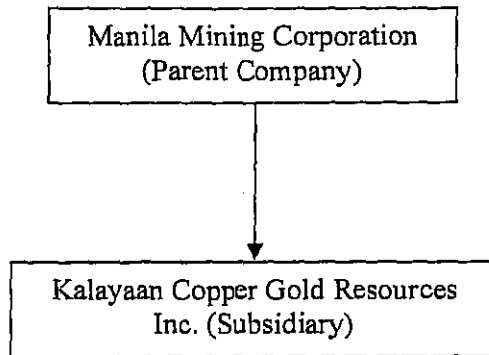 Manila Mining Corporation
(Parent Company)
Kalayaan Copper Gold Resources
Inc. (Subsidiary)